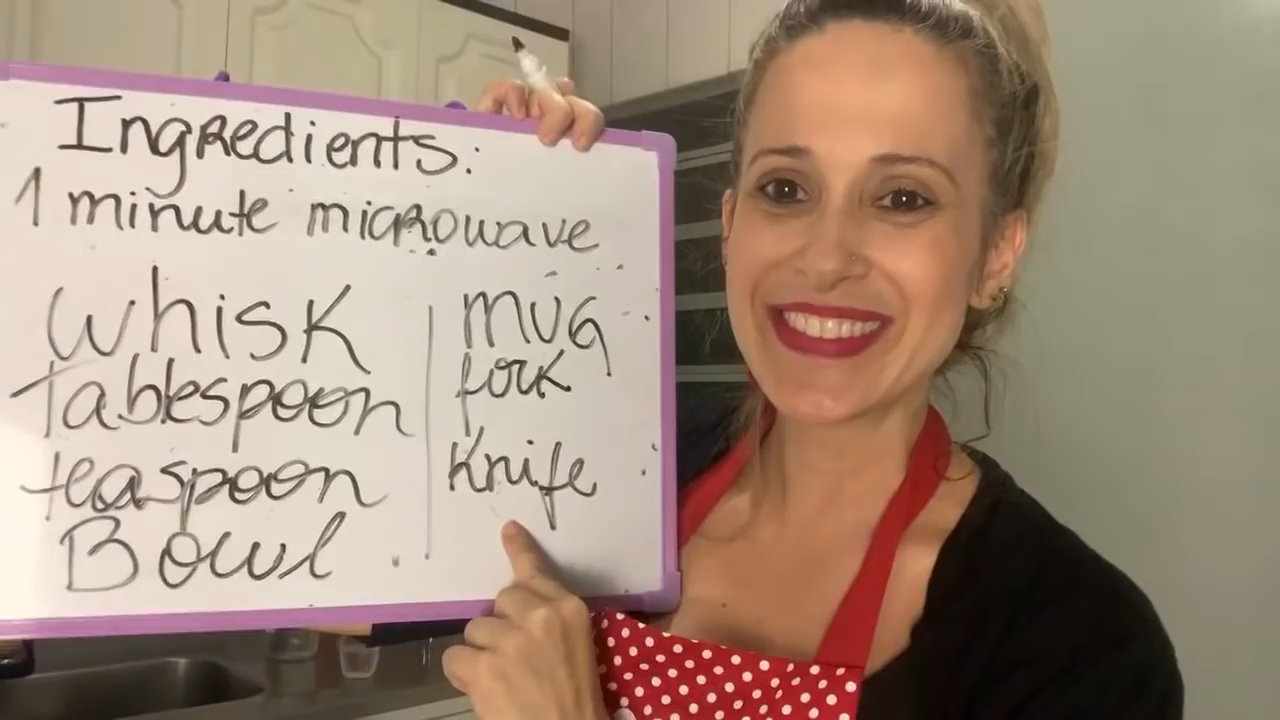 Ingredients:
1 minute microwave
whisk
tablespoon
teaspoon
Bowl
mug
fork
Knife